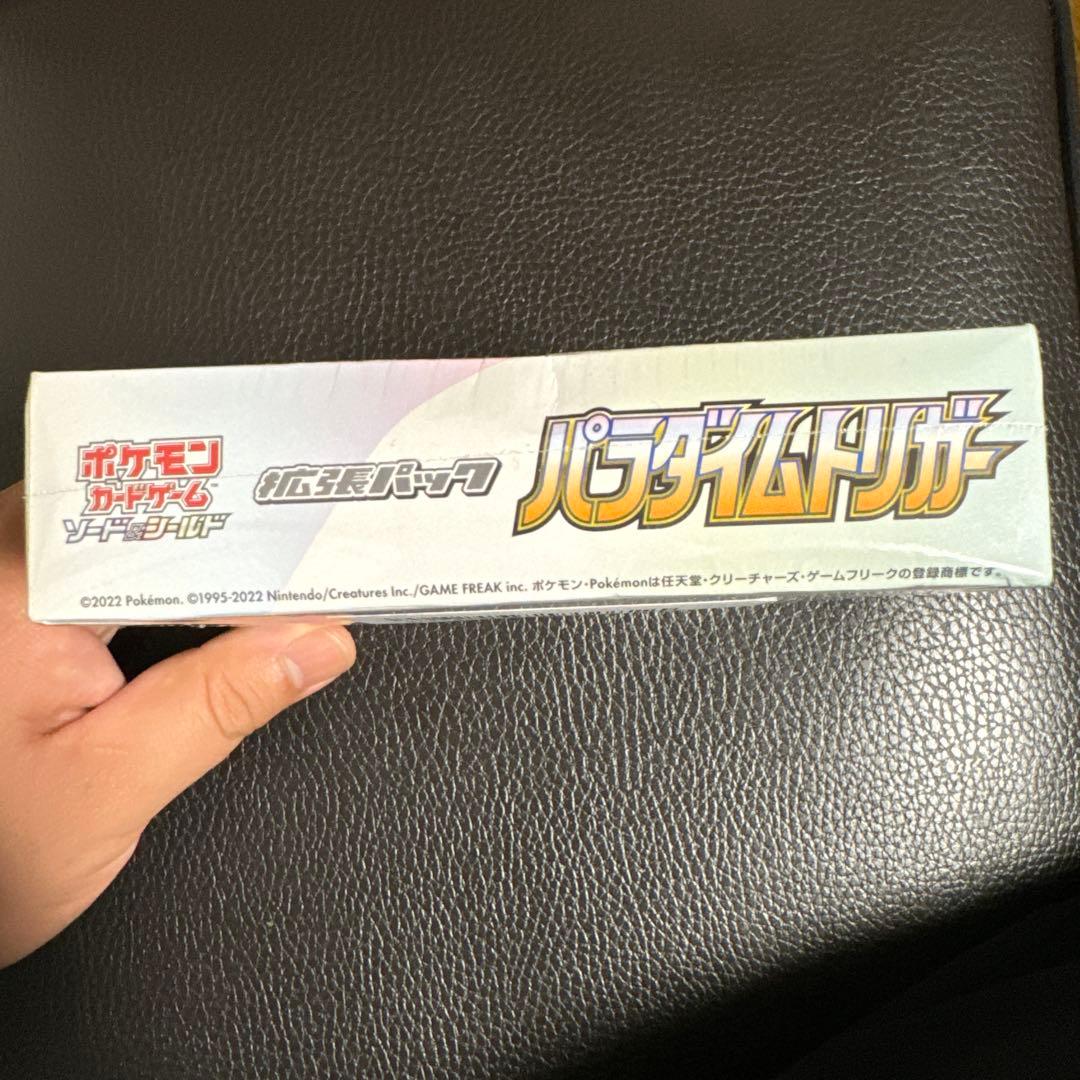 ポケモン
カードゲーム™
ソード&シールド
拡張パック
パラダイムトリガー
©2022 Pokémon. ©1995-2022 Nintendo/Creatures Inc./GAME FREAK inc. ポケモン・Pokémonは任天堂・クリーチャーズ・ゲームフリークの登録商標です。